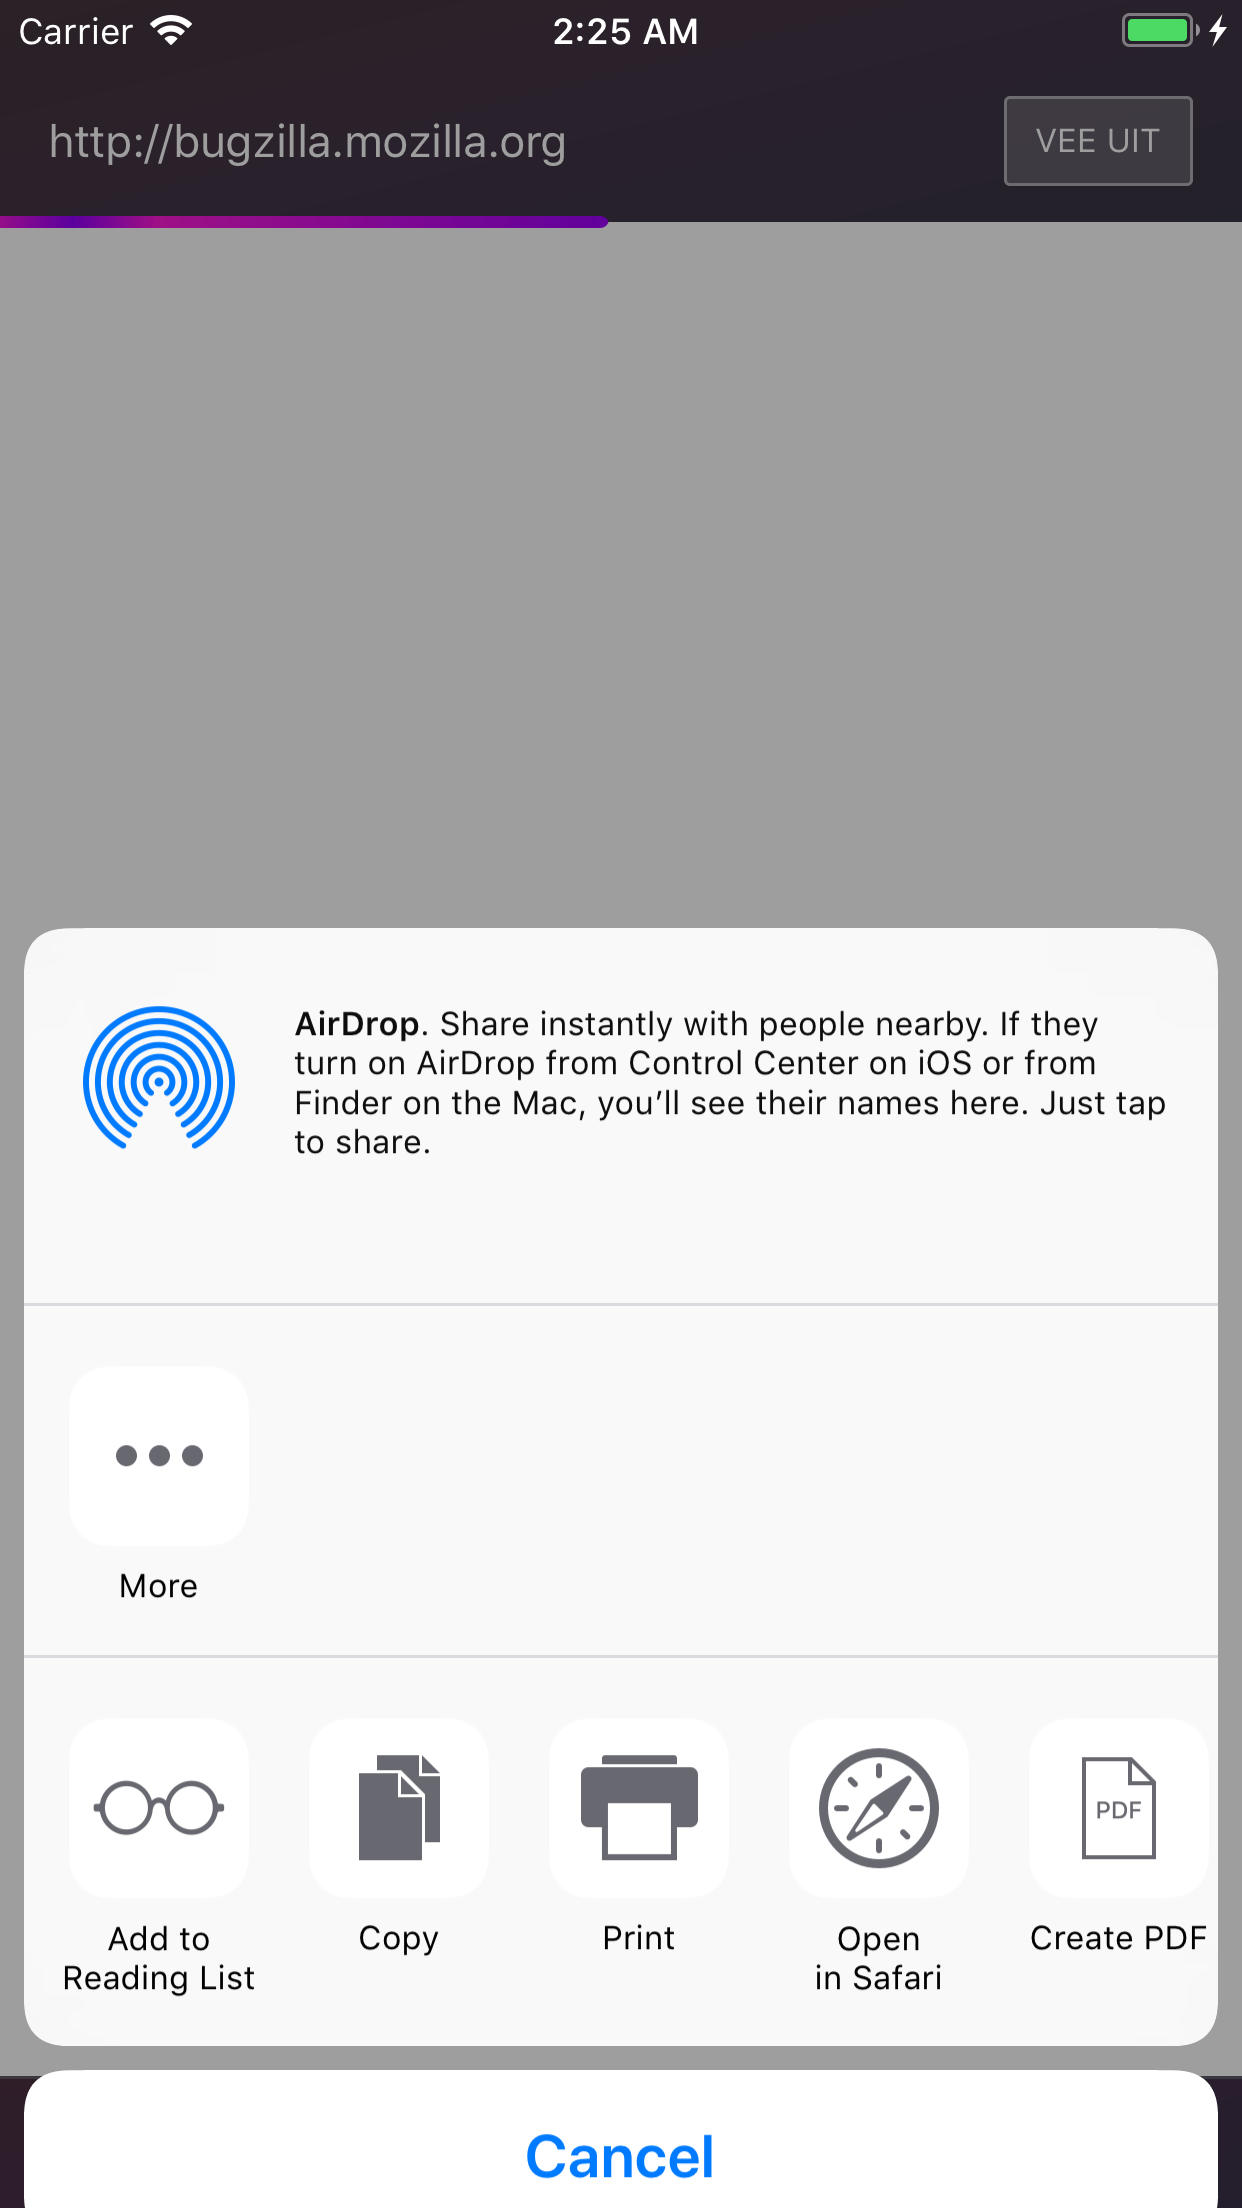 Carrier
2:25 AM
http://bugzilla.mozilla.org
VEE UIT
AirDrop. Share instantly with people nearby. If they
turn on AirDrop from Control Center on iOS or from
Finder on the Mac, you’ll see their names here. Just tap
to share.
More
Add to
Reading List
Copy
Print
Open
in Safari
PDF
Create PDF
Cancel